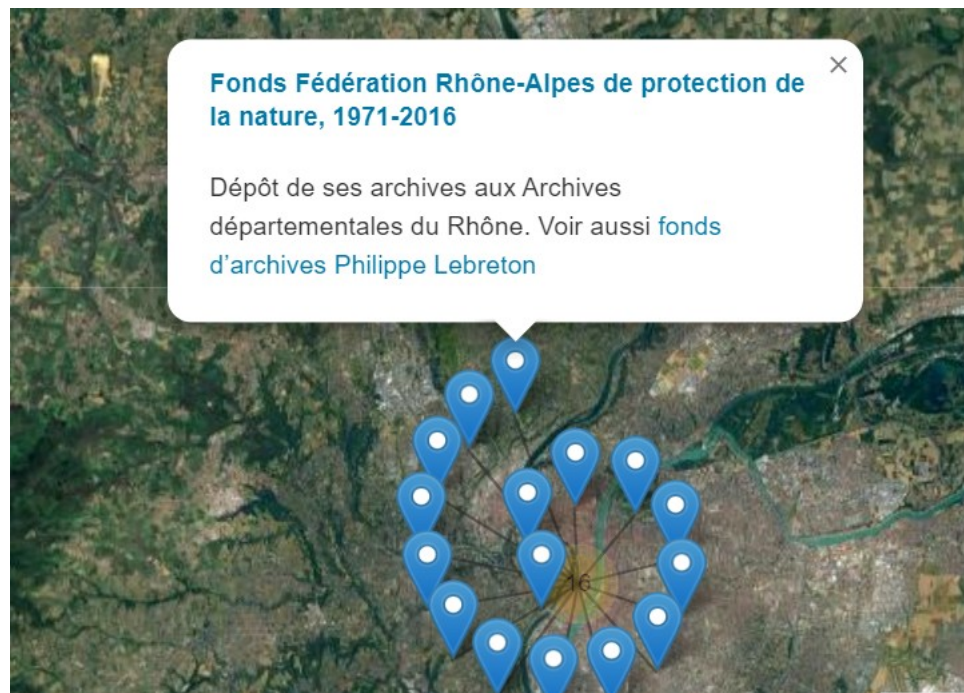 Fonds Fédération Rhône-Alpes de protection de
la nature, 1971-2016
Dépôt de ses archives aux Archives
départementales du Rhône. Voir aussi fonds
d’archives Philippe Lebreton
16